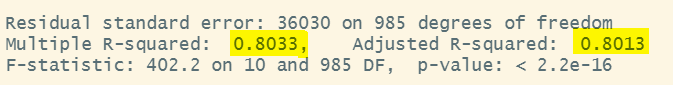 Residual standard error: 36030 on 985 degrees of freedom
Multiple R-squared:  0.8033,    Adjusted R-squared:  0.8013
F-statistic: 402.2 on 10 and 985 DF,  p-value: < 2.2e-16